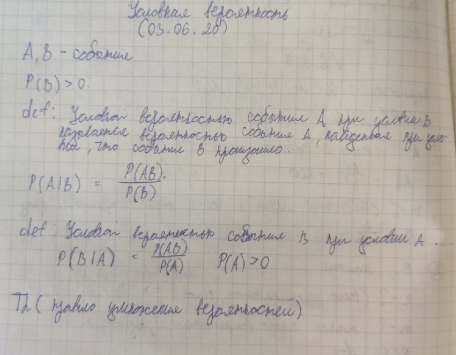 Условная вероятность
(03.06.20)
A, B - события
P(B) > 0.
def: Условной вероятностью события A при условии B
называется вероятность события A, найденная при усло-
вии, что событие B произошло.
P(A|B) = P(AB) / P(B).
def: Условной вероятностью события B при условии A.
P(B|A) = P(AB) / P(A) P(A) > 0
Th (правило умножения вероятностей)